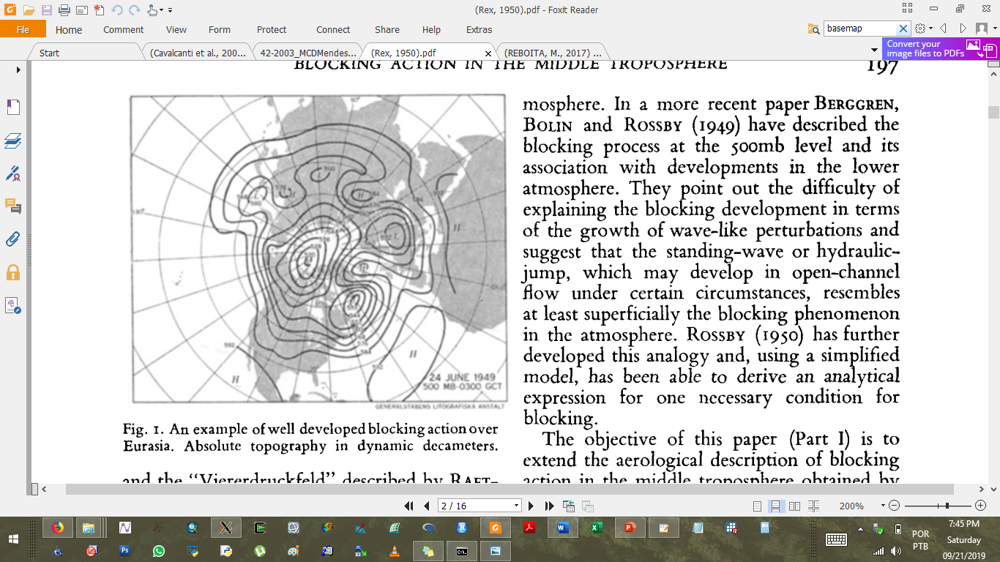 (Rex, 1950).pdf - Foxit Reader
File Home Comment View Form Protect Connect Share Help Extras
basemap
Start
(Cavalcanti et al., 200...
42-2003_MCDMendes...
(Rex, 1950).pdf
(REBOITA, M., 2017) ...
Convert your
image files to PDFs
BLOCKING ACTION IN THE MIDDLE TROPOSPHERE 197
592
H
H
H
592
24 JUNE 1949
500 MB-0300 GCT
GENERALSTABENS LITOGRAFISKA ANSTALT
Fig. 1. An example of well developed blocking action over
Eurasia. Absolute topography in dynamic decameters.
and the "Viererdruckfeld" described by RAFT-
mosphere. In a more recent paper BERGGREN,
BOLIN and ROSSBY (1949) have described the
blocking process at the 500mb level and its
association with developments in the lower
atmosphere. They point out the difficulty of
explaining the blocking development in terms
of the growth of wave-like perturbations and
suggest that the standing-wave or hydraulic-
jump, which may develop in open-channel
flow under certain circumstances, resembles
at least superficially the blocking phenomenon
in the atmosphere. ROSSBY (1950) has further
developed this analogy and, using a simplified
model, has been able to derive an analytical
expression for one necessary condition for
blocking.
The objective of this paper (Part I) is to
extend the aerological description of blocking
action in the middle troposphere obtained by
2 / 16
200%
7:45 PM
POR
PTB
Saturday
09/21/2019